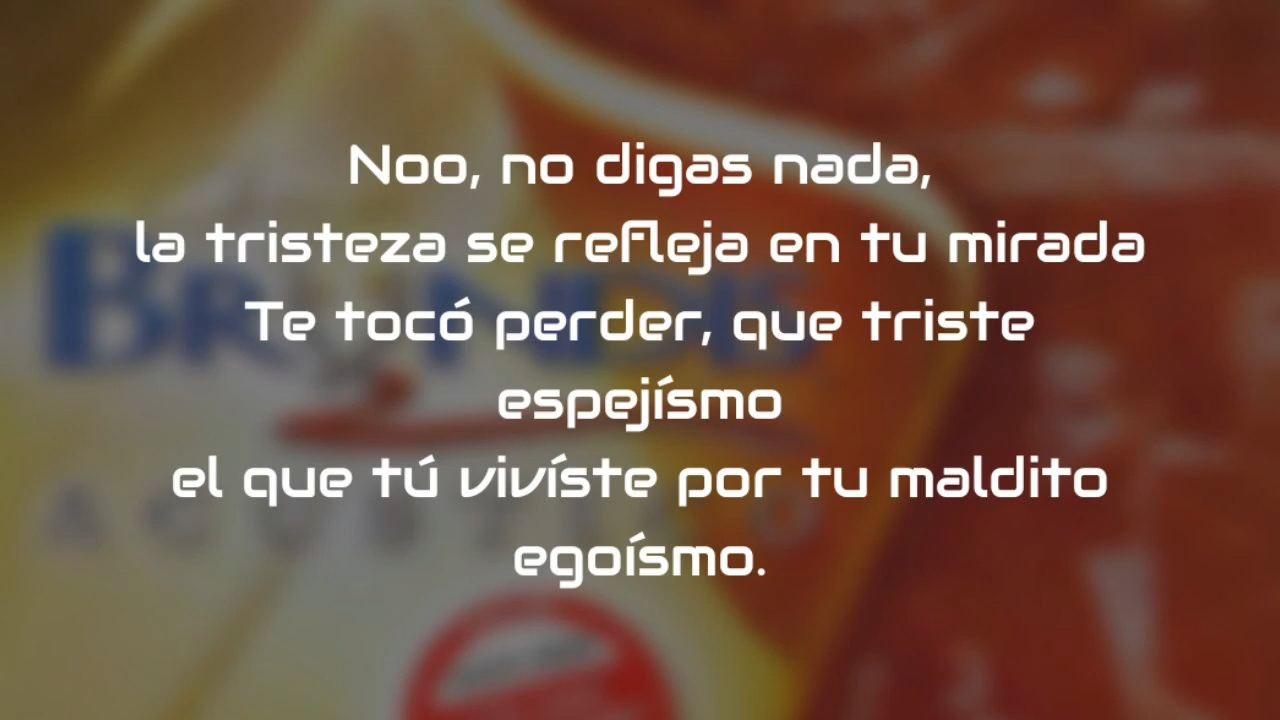 Noo, no digas nada,
la tristeza se refleja en tu mirada
Te tocó perder, que triste
espejísmo
el que tú vivíste por tu maldito
egoísmo.